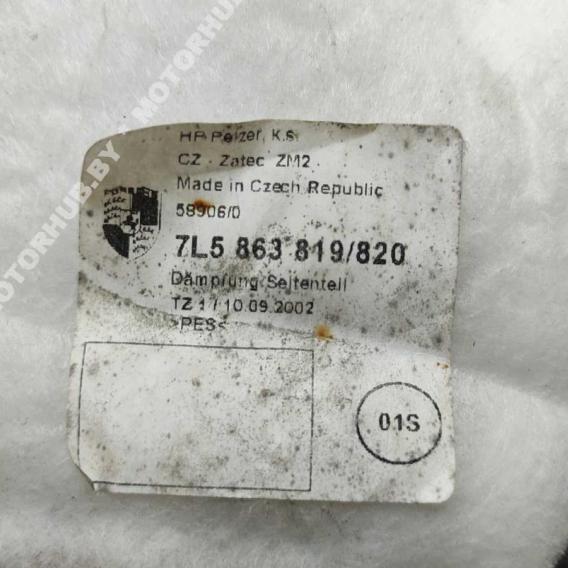 MOTORHUB.BY · MOTORHUB
HP Pelzer, K.S.
CZ - Zatec ZM2
Made in Czech Republic
58906/0
7L5 863 819/820
Dämpfung Seitenteil
TZ 1 / 10.09.2002
>PES<
01S